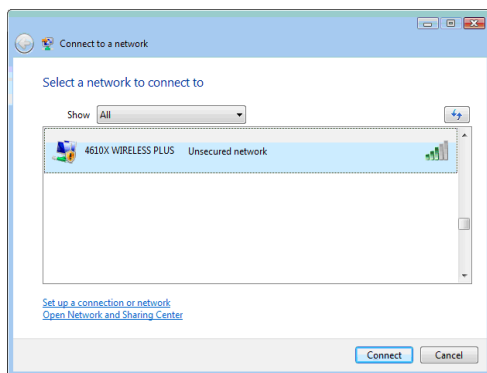 Connect to a network
Select a network to connect to
Show All
4610X WIRELESS PLUS Unsecured network
Set up a connection or network
Open Network and Sharing Center
Connect Cancel